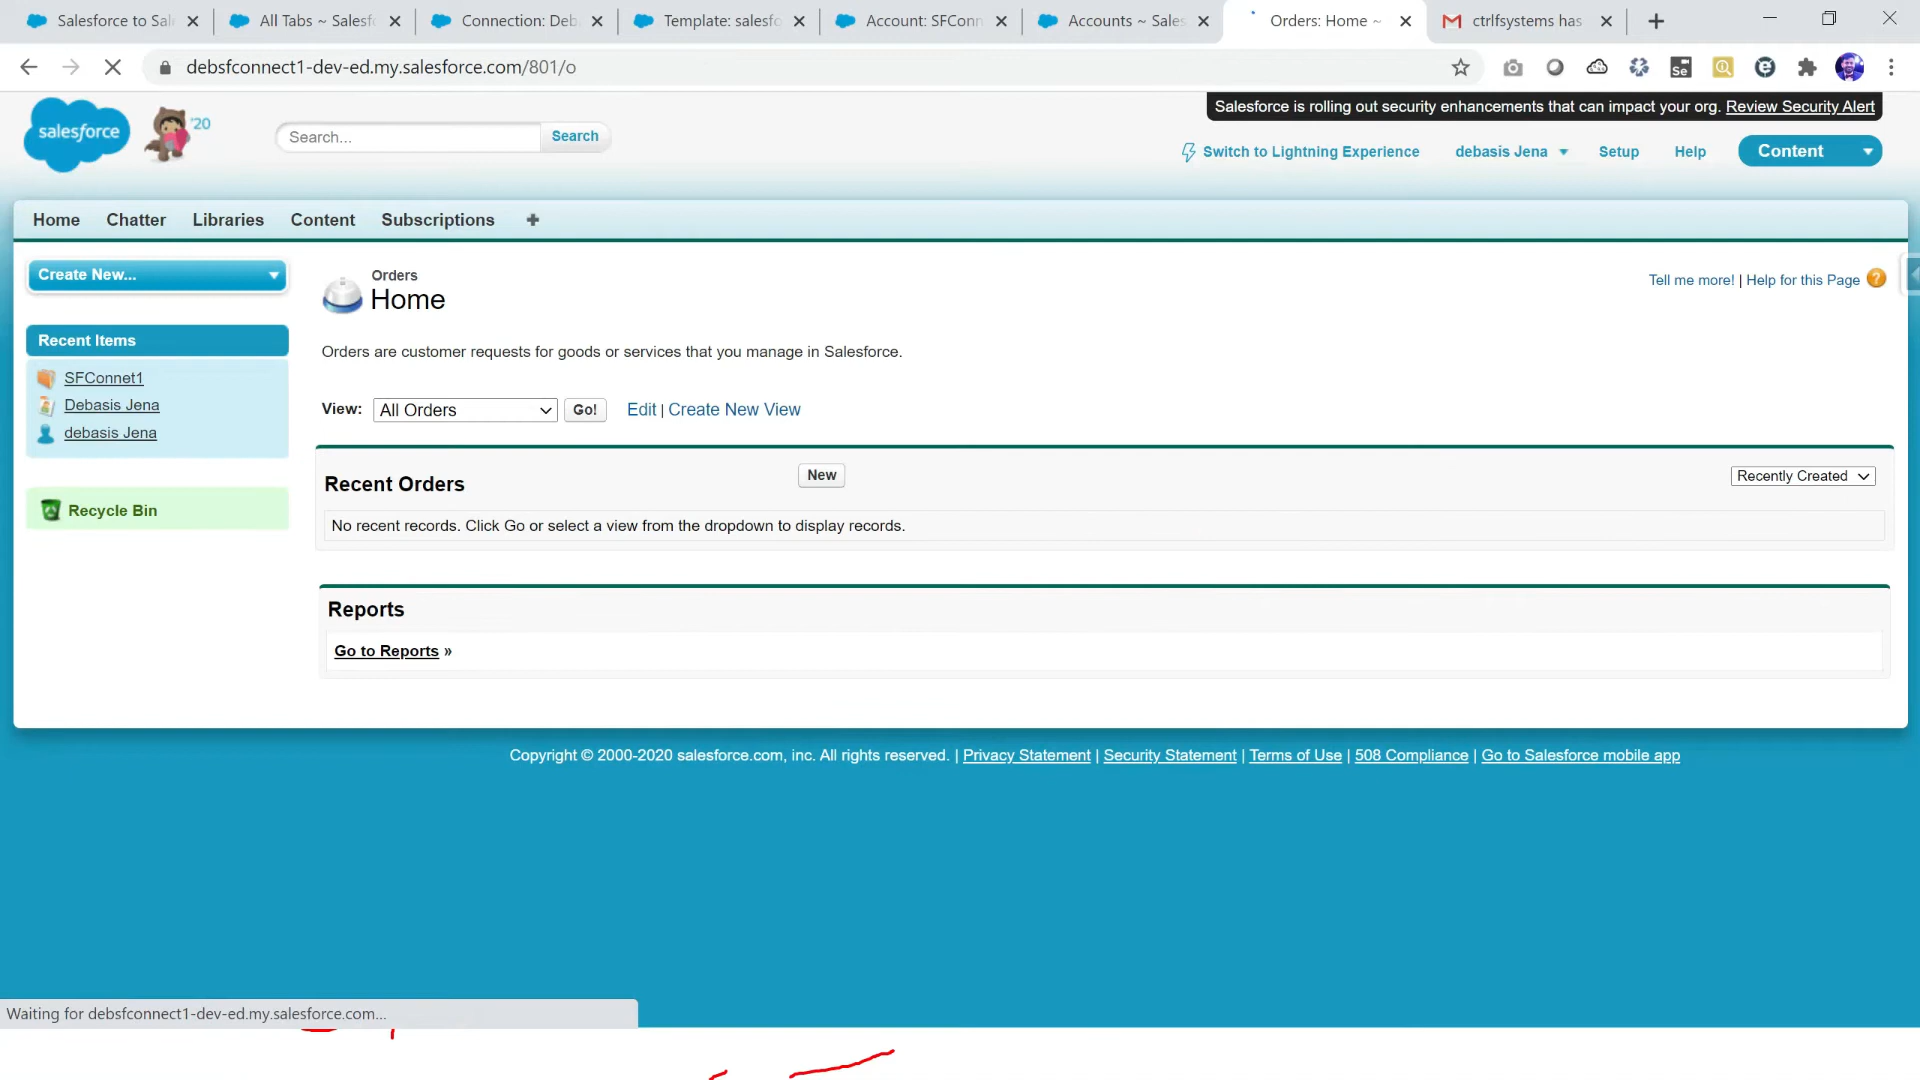 Salesforce to Sal
All Tabs ~ Salesf
Connection: Deb
Template: salesfo
Account: SFConn
Accounts ~ Sales
Orders: Home ~
ctrlfsystems has
debsfconnect1-dev-ed.my.salesforce.com/801/o
Salesforce is rolling out security enhancements that can impact your org. Review Security Alert
salesforce
'20
Search...
Search
Switch to Lightning Experience
debasis Jena
Setup
Help
Content
Home
Chatter
Libraries
Content
Subscriptions
Create New...
Recent Items
SFConnet1
Debasis Jena
debasis Jena
Recycle Bin
Orders
Home
Tell me more! | Help for this Page
Orders are customer requests for goods or services that you manage in Salesforce.
View: All Orders Go! Edit | Create New View
Recent Orders
New
Recently Created
No recent records. Click Go or select a view from the dropdown to display records.
Reports
Go to Reports »
Copyright © 2000-2020 salesforce.com, inc. All rights reserved. | Privacy Statement | Security Statement | Terms of Use | 508 Compliance | Go to Salesforce mobile app
Waiting for debsfconnect1-dev-ed.my.salesforce.com...